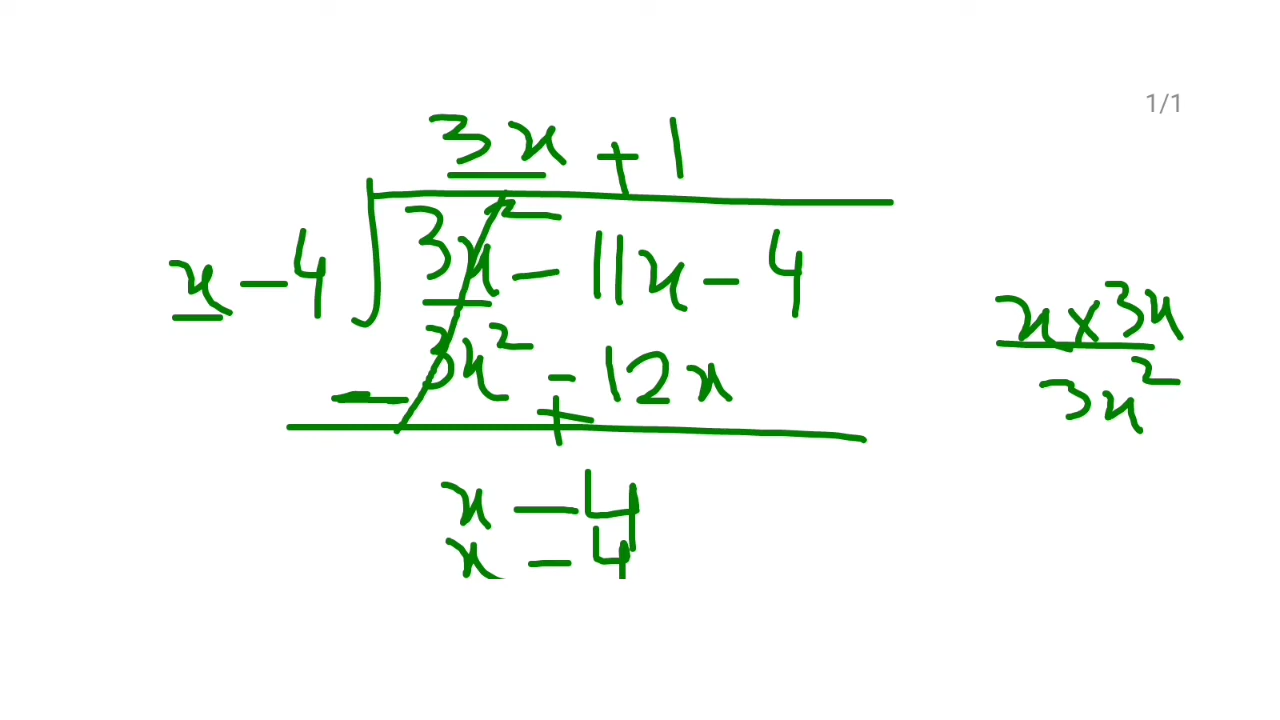 1/1
3x + 1
x - 4 3x² - 11x - 4
x × 3x
- 3x² - 12x
+
3x²
x - 4
x - 4